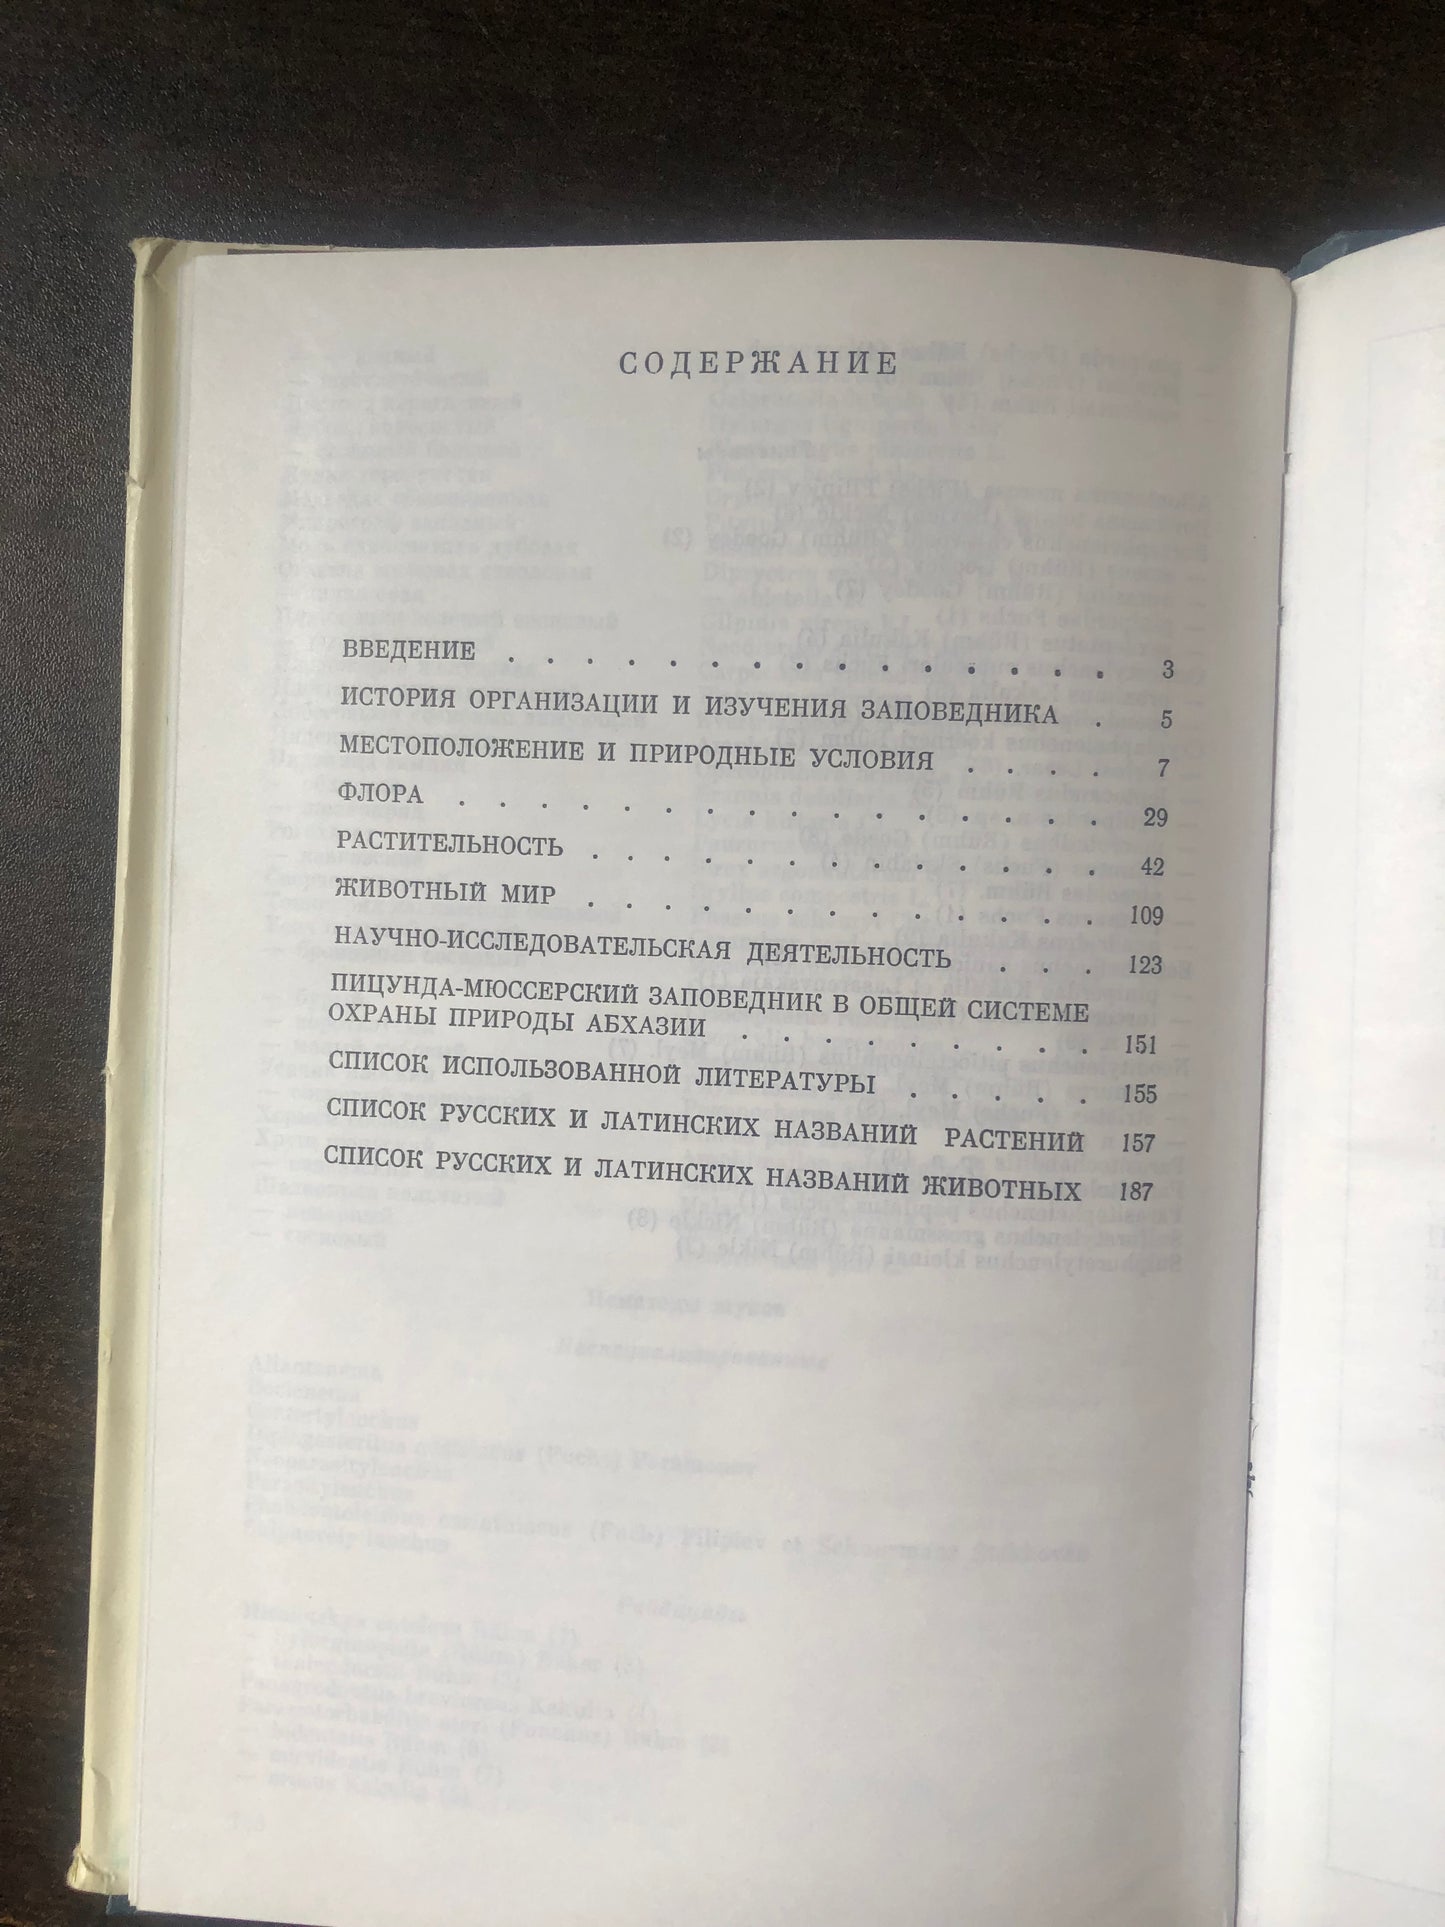 СОДЕРЖАНИЕ
ВВЕДЕНИЕ . . . . . . . . . . . . . . . 3
ИСТОРИЯ ОРГАНИЗАЦИИ И ИЗУЧЕНИЯ ЗАПОВЕДНИКА . 5
МЕСТОПОЛОЖЕНИЕ И ПРИРОДНЫЕ УСЛОВИЯ . . . . 7
ФЛОРА . . . . . . . . . . . . . . . . 29
РАСТИТЕЛЬНОСТЬ . . . . . . . . . . . . . 42
ЖИВОТНЫЙ МИР . . . . . . . . . . . . . 109
НАУЧНО-ИССЛЕДОВАТЕЛЬСКАЯ ДЕЯТЕЛЬНОСТЬ . . . 123
ПИЦУНДА-МЮССЕРСКИЙ ЗАПОВЕДНИК В ОБЩЕЙ СИСТЕМЕ
ОХРАНЫ ПРИРОДЫ АБХАЗИИ . . . . . . . . . 151
СПИСОК ИСПОЛЬЗОВАННОЙ ЛИТЕРАТУРЫ . . . . . 155
СПИСОК РУССКИХ И ЛАТИНСКИХ НАЗВАНИЙ РАСТЕНИЙ 157
СПИСОК РУССКИХ И ЛАТИНСКИХ НАЗВАНИЙ ЖИВОТНЫХ 187